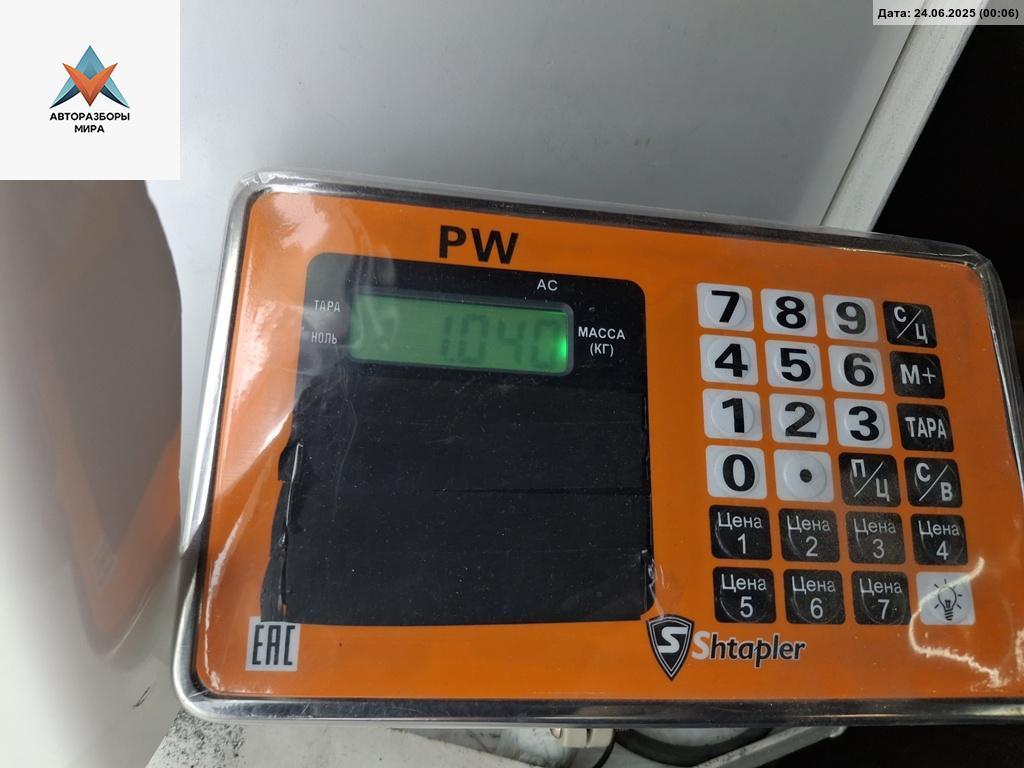 Дата: 24.06.2025 (00:06)
АВТОРАЗБОРЫ
МИРА
PW
AC
ТАРА
НОЛЬ
1.040
МАССА
(КГ)
7 8 9 С/Ц
4 5 6 М+
1 2 3 ТАРА
0 . П/Ц С/В
Цена 1 Цена 2 Цена 3 Цена 4
Цена 5 Цена 6 Цена 7
EAC
S Shtapler